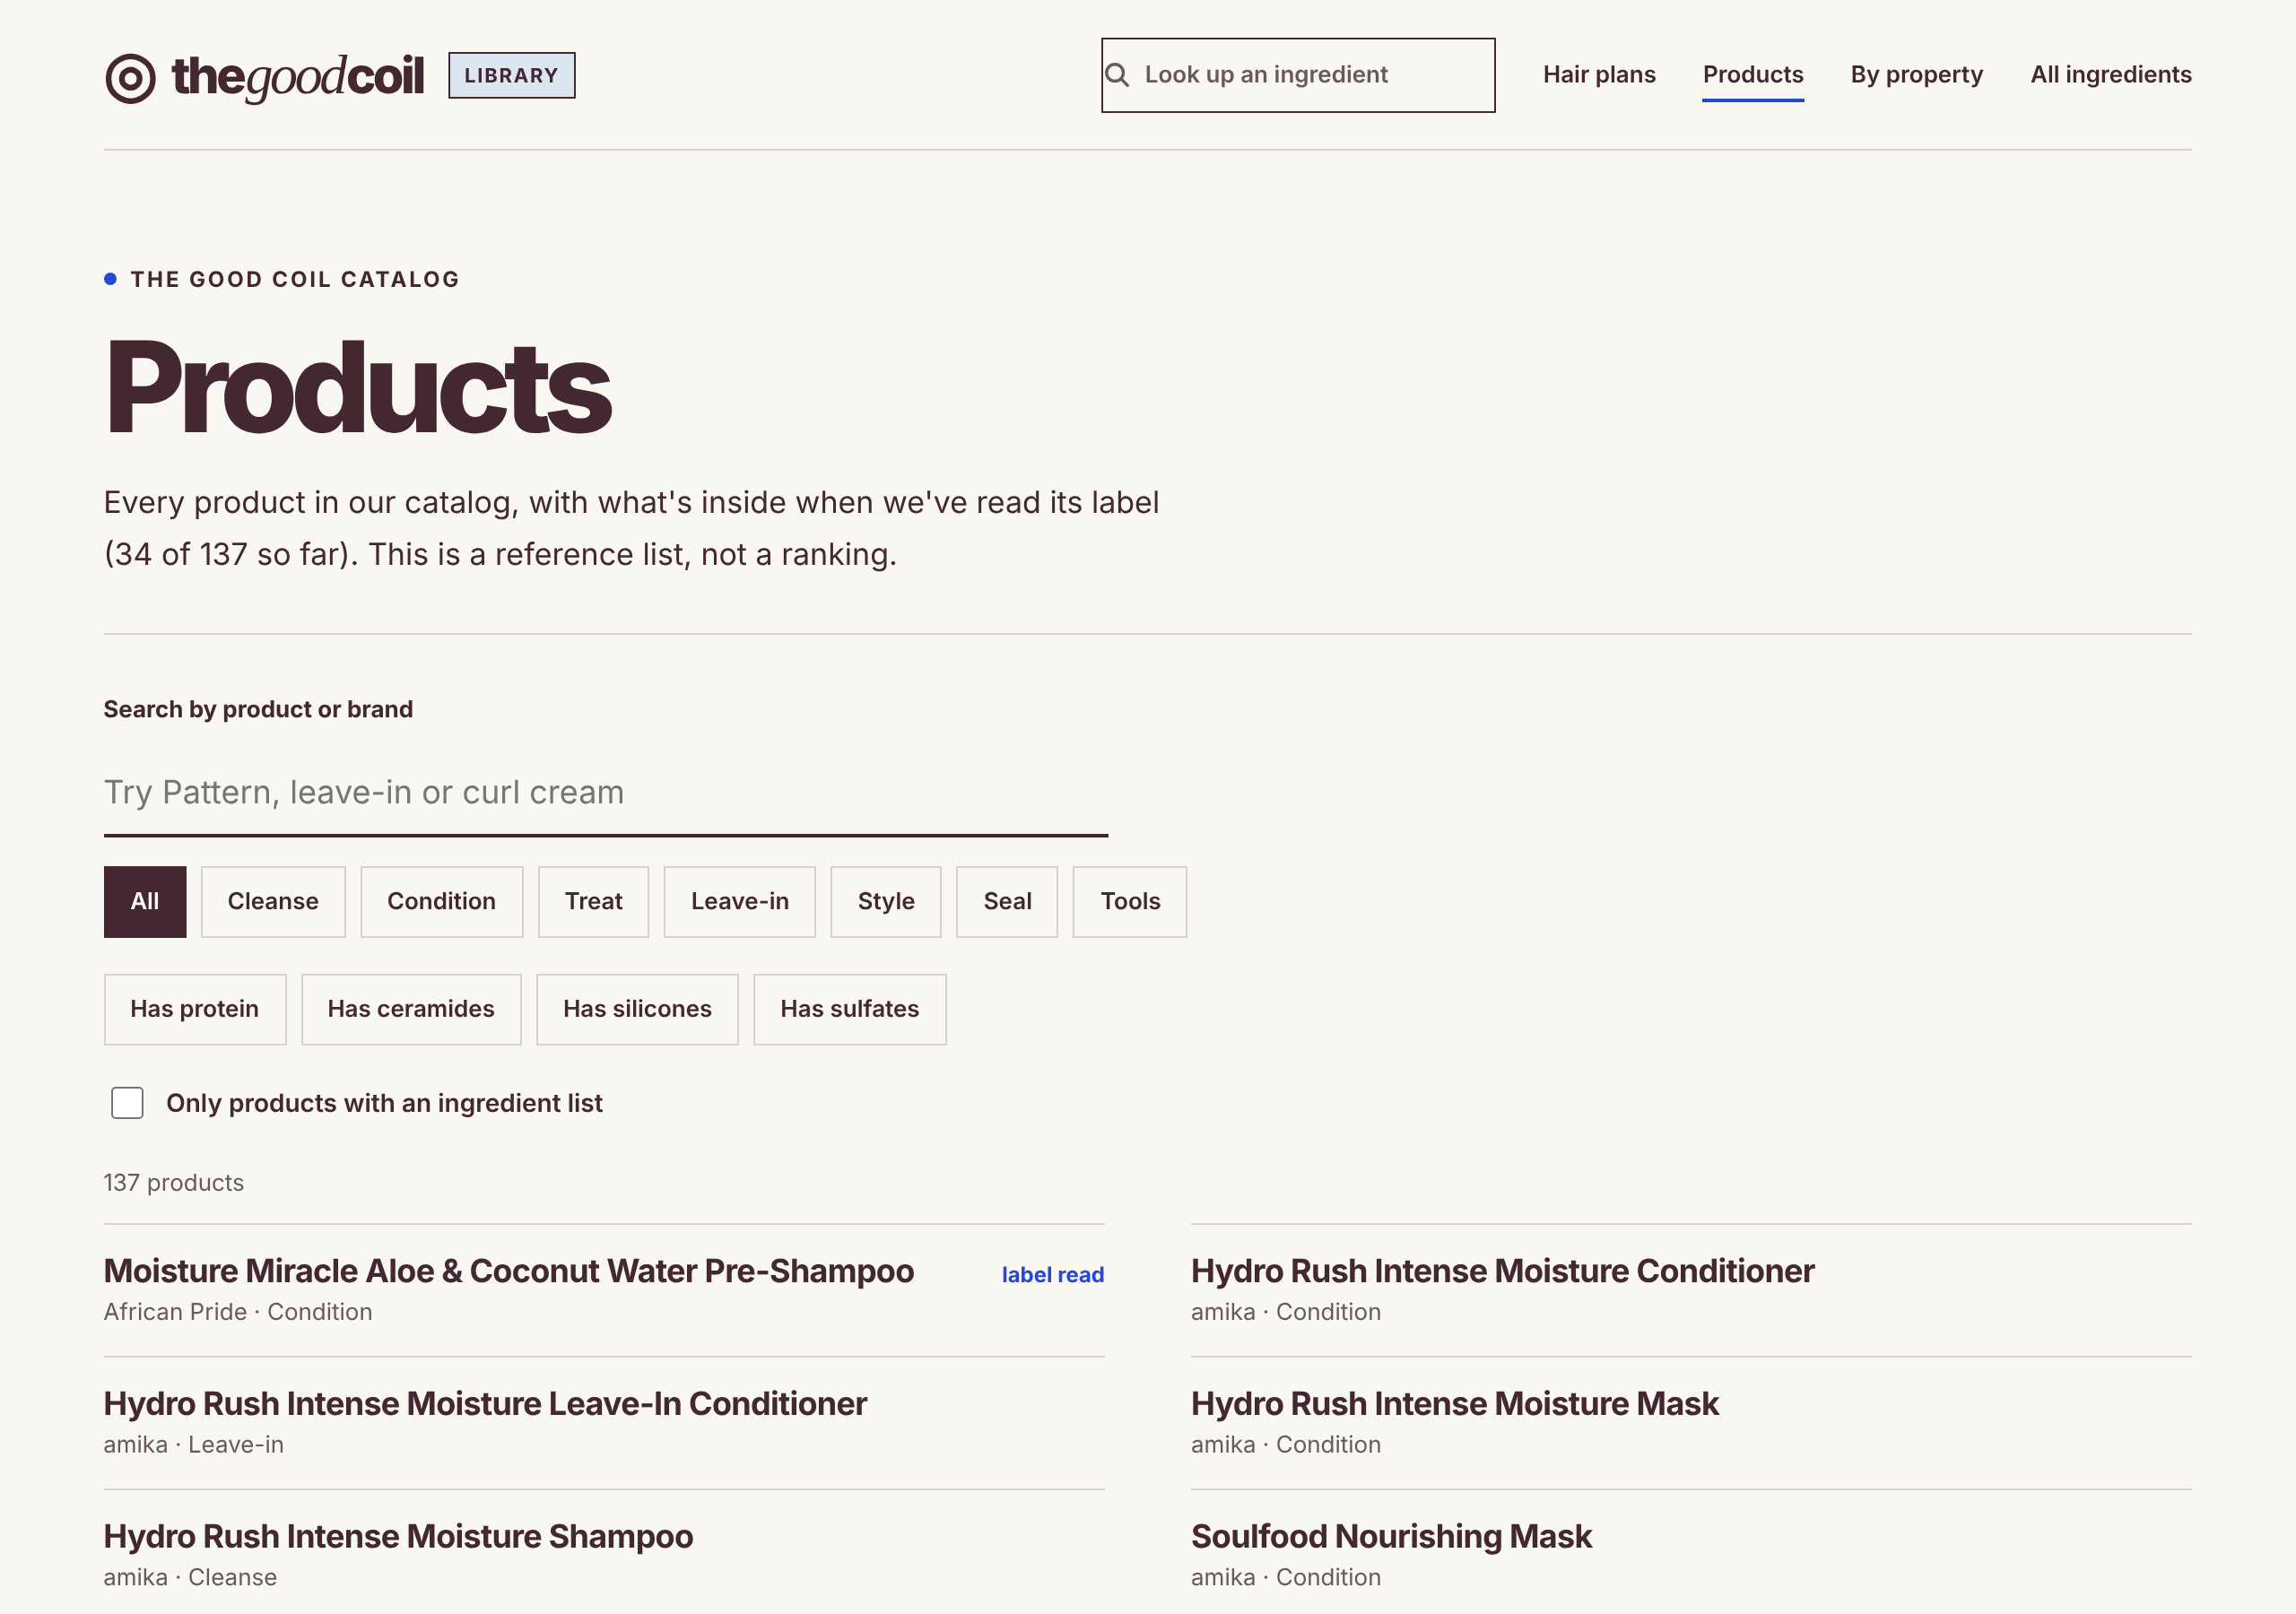 thegoodcoil
LIBRARY
Look up an ingredient
Hair plans
Products
By property
All ingredients
THE GOOD COIL CATALOG
Products
Every product in our catalog, with what's inside when we've read its label
(34 of 137 so far). This is a reference list, not a ranking.
Search by product or brand
Try Pattern, leave-in or curl cream
All
Cleanse
Condition
Treat
Leave-in
Style
Seal
Tools
Has protein
Has ceramides
Has silicones
Has sulfates
Only products with an ingredient list
137 products
Moisture Miracle Aloe & Coconut Water Pre-Shampoo
label read
African Pride · Condition
Hydro Rush Intense Moisture Conditioner
amika · Condition
Hydro Rush Intense Moisture Leave-In Conditioner
amika · Leave-in
Hydro Rush Intense Moisture Mask
amika · Condition
Hydro Rush Intense Moisture Shampoo
amika · Cleanse
Soulfood Nourishing Mask
amika · Condition